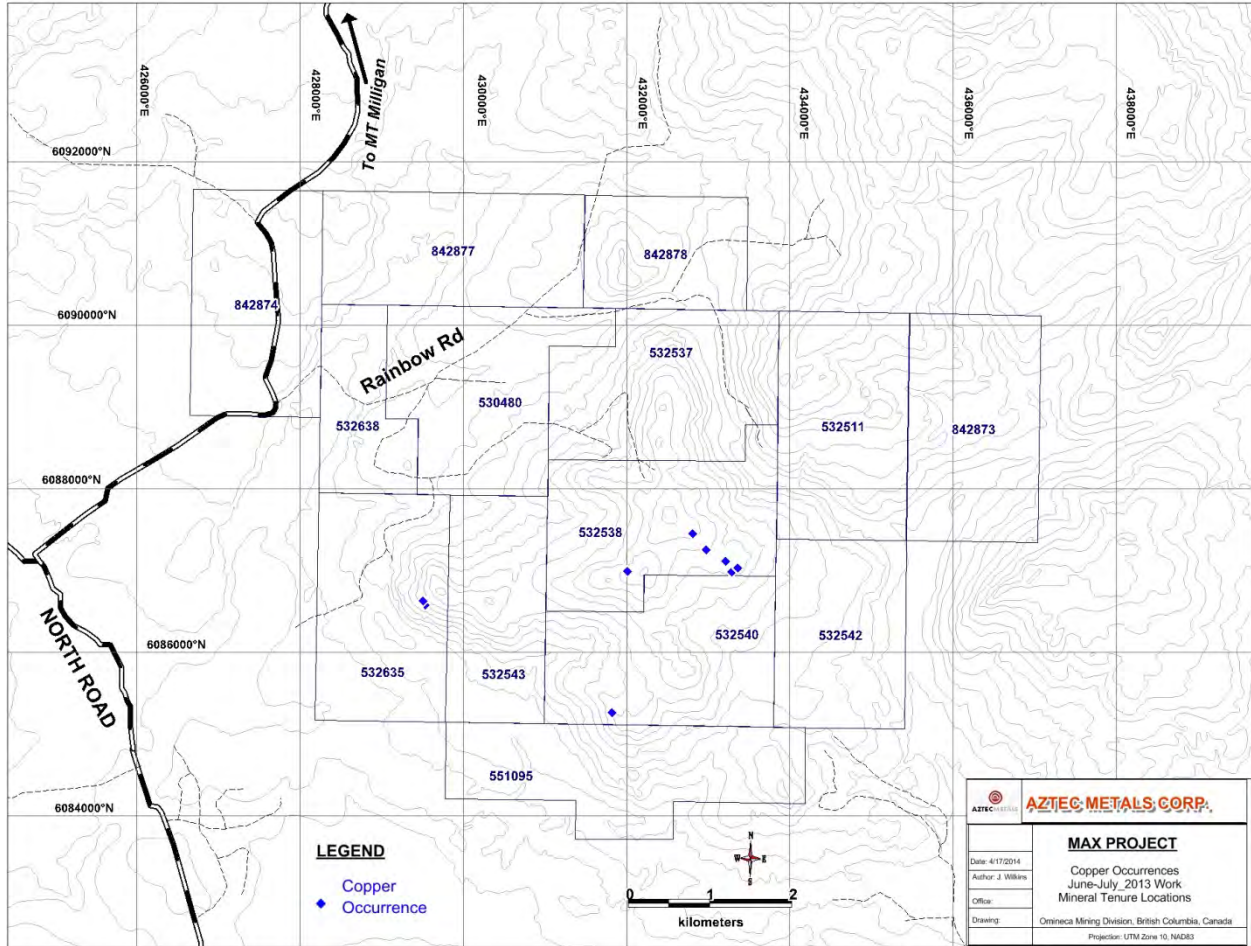 426000°E
428000°E
430000°E
432000°E
434000°E
436000°E
438000°E
To MT Milligan
6092000°N
842877
842878
842874
6090000°N
Rainbow Rd
532537
530480
532638
532511
842873
6088000°N
532538
NORTH ROAD
6086000°N
532540
532542
532635
532543
551095
6084000°N
LEGEND
Copper
Occurrence
N
W E
S
0 1 2
kilometers
AZTEC METALS
AZTEC METALS CORP.
MAX PROJECT
Date: 4/17/2014
Author: J. Wilkins
Office:
Drawing:
Copper Occurrences
June-July_2013 Work
Mineral Tenure Locations
Omineca Mining Division, British Columbia, Canada
Projection: UTM Zone 10, NAD83